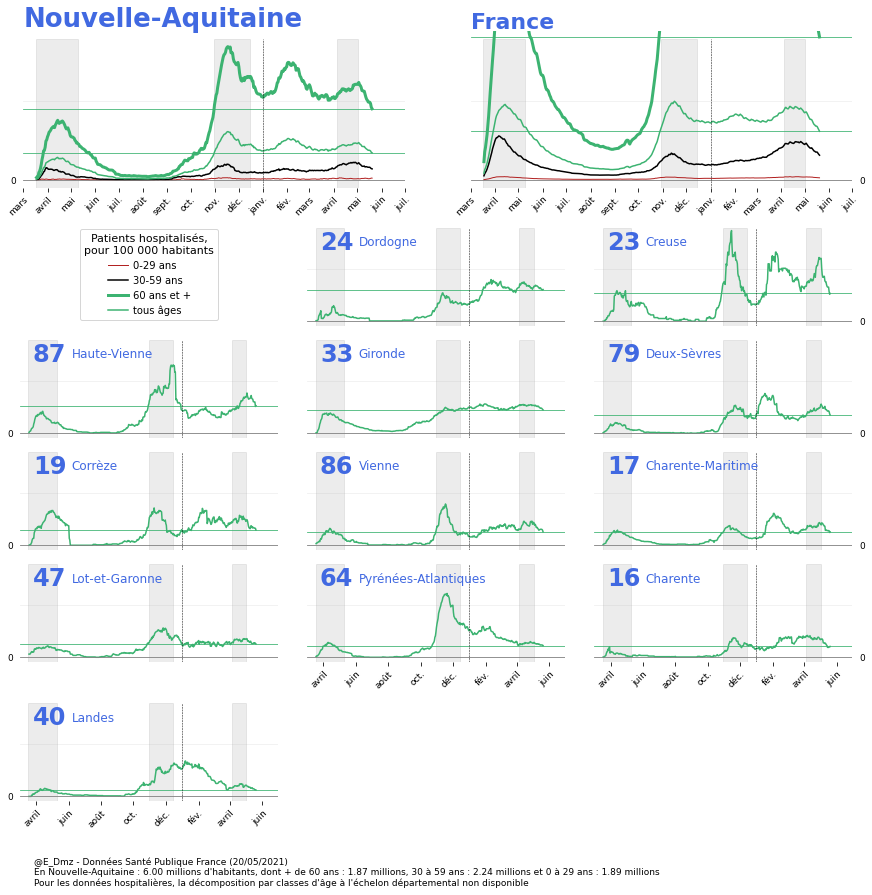 Nouvelle-Aquitaine
France
0
mars avril mai juin juil. août sept. oct. nov. déc. janv. fév. mars avril mai juin juil.
mars avril mai juin juil. août sept. oct. nov. déc. janv. fév. mars avril mai juin juil.
0
Patients hospitalisés,
pour 100 000 habitants
0-29 ans
30-59 ans
60 ans et +
tous âges
24 Dordogne
23 Creuse
0
87 Haute-Vienne
33 Gironde
79 Deux-Sèvres
0
0
19 Corrèze
86 Vienne
17 Charente-Maritime
0
0
47 Lot-et-Garonne
64 Pyrénées-Atlantiques
16 Charente
0
0
avril juin août oct. déc. fév. avril juin
avril juin août oct. déc. fév. avril juin
40 Landes
0
avril juin août oct. déc. fév. avril juin
@E_Dmz - Données Santé Publique France (20/05/2021)
En Nouvelle-Aquitaine : 6.00 millions d'habitants, dont + de 60 ans : 1.87 millions, 30 à 59 ans : 2.24 millions et 0 à 29 ans : 1.89 millions
Pour les données hospitalières, la décomposition par classes d'âge à l'échelon départemental non disponible